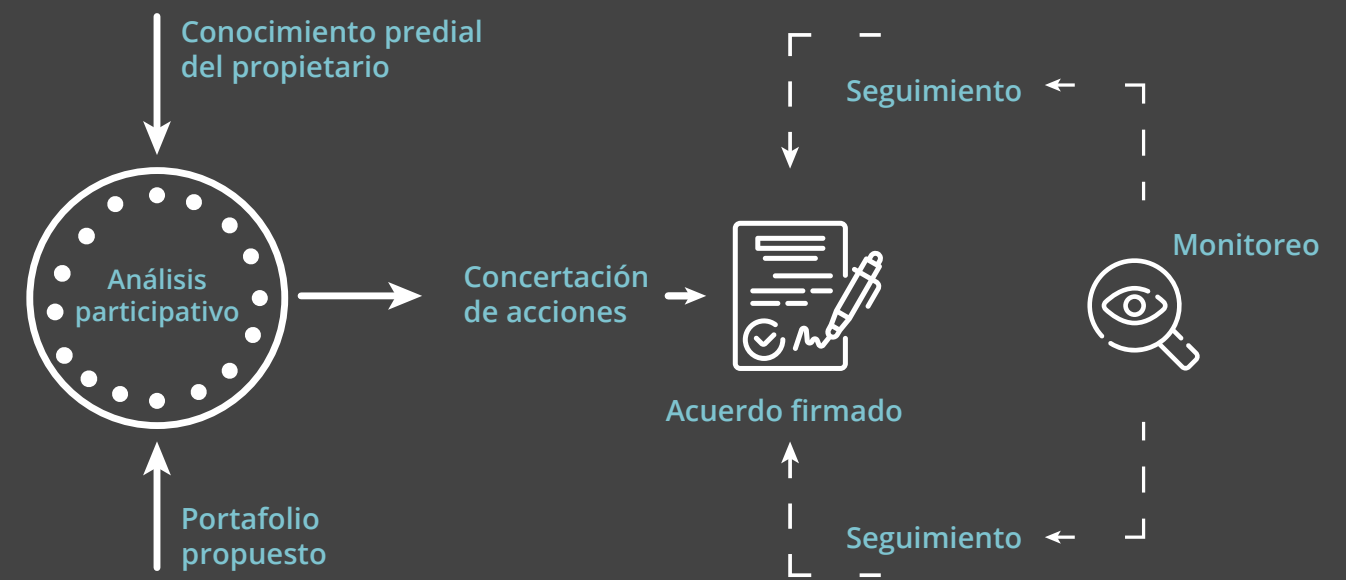 Conocimiento predial
del propietario
Seguimiento
Monitoreo
Análisis
participativo
Concertación
de acciones
Acuerdo firmado
Portafolio
propuesto
Seguimiento